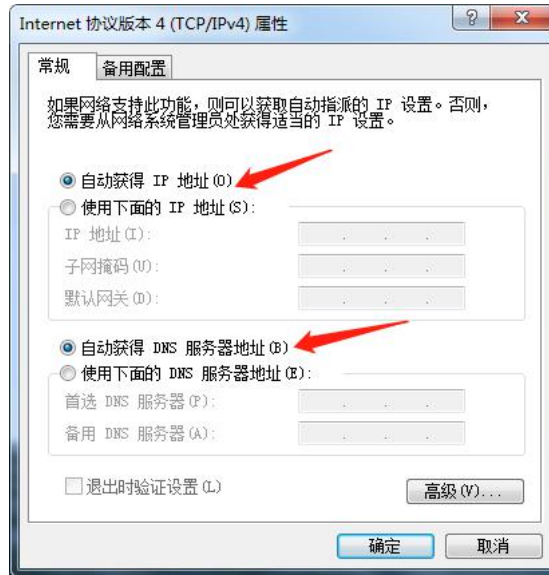 Internet 协议版本 4 (TCP/IPv4) 属性
常规
备用配置
如果网络支持此功能，则可以获取自动指派的 IP 设置。否则，
您需要从网络系统管理员处获得适当的 IP 设置。
自动获得 IP 地址(O)
使用下面的 IP 地址(S):
IP 地址(I):
子网掩码(U):
默认网关(D):
自动获得 DNS 服务器地址(B)
使用下面的 DNS 服务器地址(E):
首选 DNS 服务器(P):
备用 DNS 服务器(A):
退出时验证设置(L)
高级(V)...
确定
取消